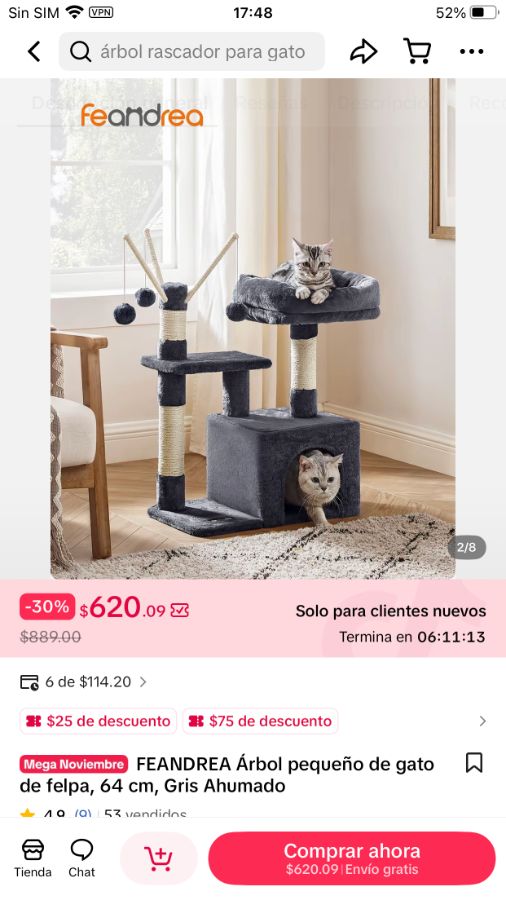 Sin SIM VPN 17:48 52%
árbol rascador para gato
feandrea
2/8
-30% $620.09 Solo para clientes nuevos
$889.00 Termina en 06:11:13
6 de $114.20
$25 de descuento $75 de descuento
Mega Noviembre FEANDREA Árbol pequeño de gato
de felpa, 64 cm, Gris Ahumado
4.9 (9) 53 vendidos
Tienda Chat Comprar ahora
$620.09 | Envío gratis